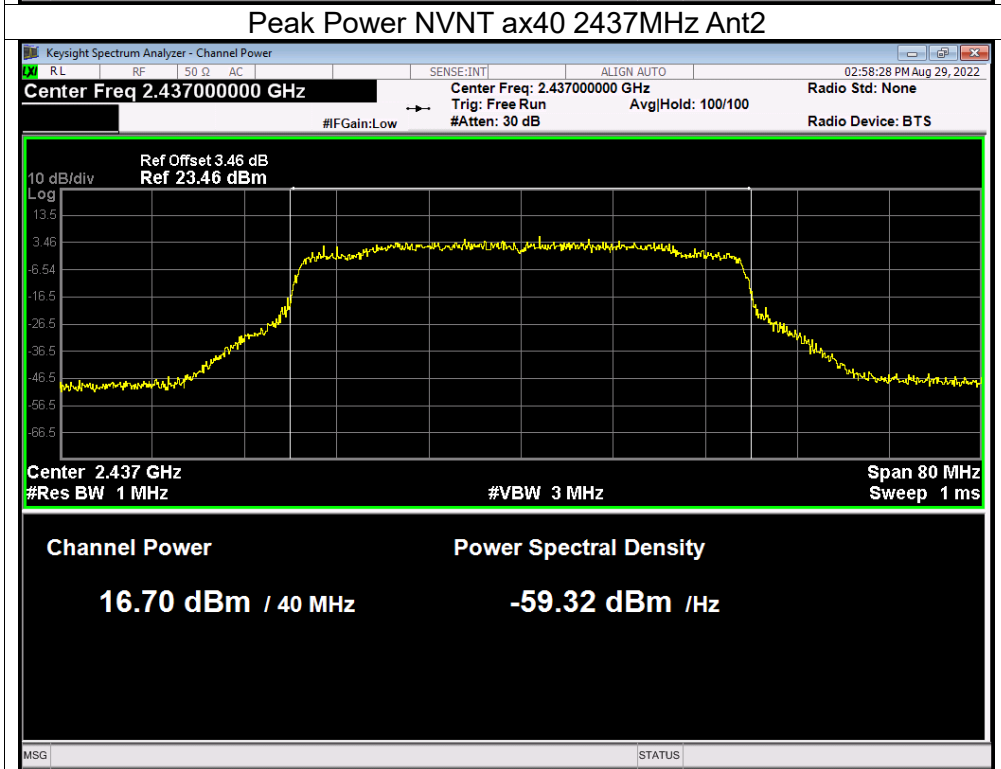 Peak Power NVNT ax40 2437MHz Ant2
Keysight Spectrum Analyzer - Channel Power
LXI RL RF 50 Ω AC SENSE:INT ALIGN AUTO 02:58:28 PM Aug 29, 2022
Center Freq 2.437000000 GHz Center Freq: 2.437000000 GHz Radio Std: None
Trig: Free Run Avg|Hold: 100/100
#IFGain:Low #Atten: 30 dB Radio Device: BTS
Ref Offset 3.46 dB
10 dB/div Ref 23.46 dBm
Log
13.5
3.46
-6.54
-16.5
-26.5
-36.5
-46.5
-56.5
-66.5
Center 2.437 GHz Span 80 MHz
#Res BW 1 MHz #VBW 3 MHz Sweep 1 ms
Channel Power Power Spectral Density
16.70 dBm / 40 MHz -59.32 dBm /Hz
MSG STATUS